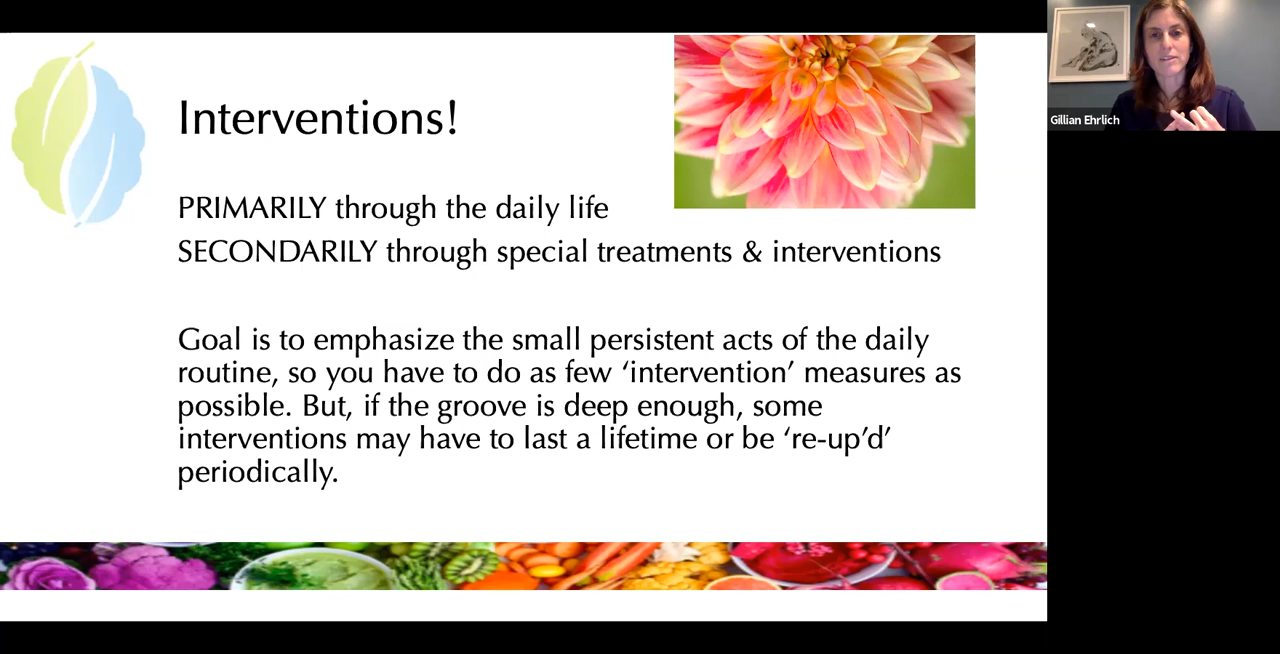 Interventions!
PRIMARILY through the daily life
SECONDARILY through special treatments & interventions
Goal is to emphasize the small persistent acts of the daily
routine, so you have to do as few ‘intervention’ measures as
possible. But, if the groove is deep enough, some
interventions may have to last a lifetime or be ‘re-up’d’
periodically.
Gillian Ehrlich